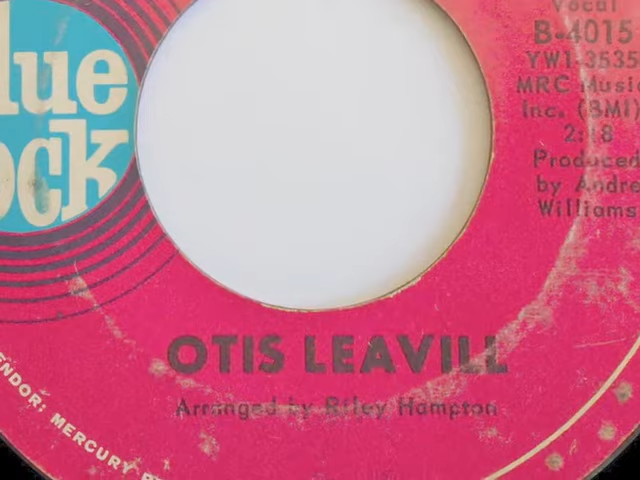 lue
ock
Vocal
B-4015
YW1-3535
MRC Music
Inc. (BMI)
2:18
Produced
by Andre
Williams
OTIS LEAVILL
Arranged by Riley Hampton
ENDOR: MERCURY